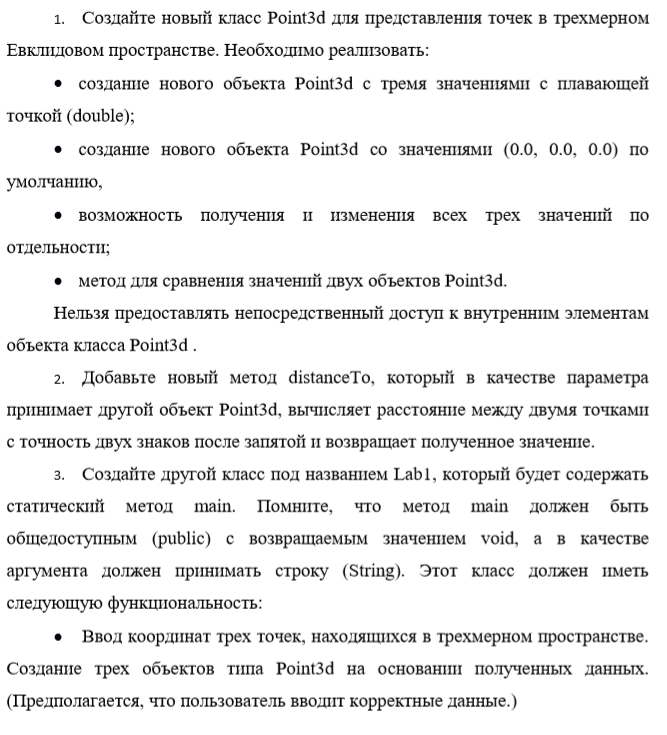 1. Создайте новый класс Point3d для представления точек в трехмерном
Евклидовом пространстве. Необходимо реализовать:
• создание нового объекта Point3d с тремя значениями с плавающей
точкой (double);
• создание нового объекта Point3d со значениями (0.0, 0.0, 0.0) по
умолчанию,
• возможность получения и изменения всех трех значений по
отдельности;
• метод для сравнения значений двух объектов Point3d.
Нельзя предоставлять непосредственный доступ к внутренним элементам
объекта класса Point3d .
2. Добавьте новый метод distanceTo, который в качестве параметра
принимает другой объект Point3d, вычисляет расстояние между двумя точками
с точность двух знаков после запятой и возвращает полученное значение.
3. Создайте другой класс под названием Lab1, который будет содержать
статический метод main. Помните, что метод main должен быть
общедоступным (public) с возвращаемым значением void, а в качестве
аргумента должен принимать строку (String). Этот класс должен иметь
следующую функциональность:
• Ввод координат трех точек, находящихся в трехмерном пространстве.
Создание трех объектов типа Point3d на основании полученных данных.
(Предполагается, что пользователь вводит корректные данные.)